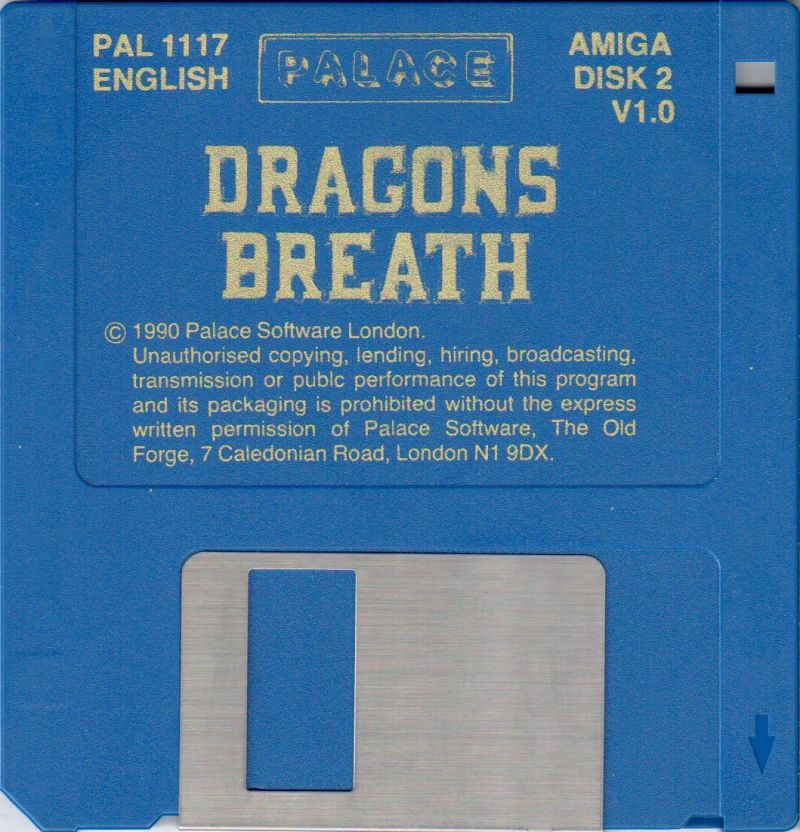 PAL 1117
ENGLISH
PALACE
AMIGA
DISK 2
V1.0
DRAGONS
BREATH
© 1990 Palace Software London.
Unauthorised copying, lending, hiring, broadcasting,
transmission or publc performance of this program
and its packaging is prohibited without the express
written permission of Palace Software, The Old
Forge, 7 Caledonian Road, London N1 9DX.